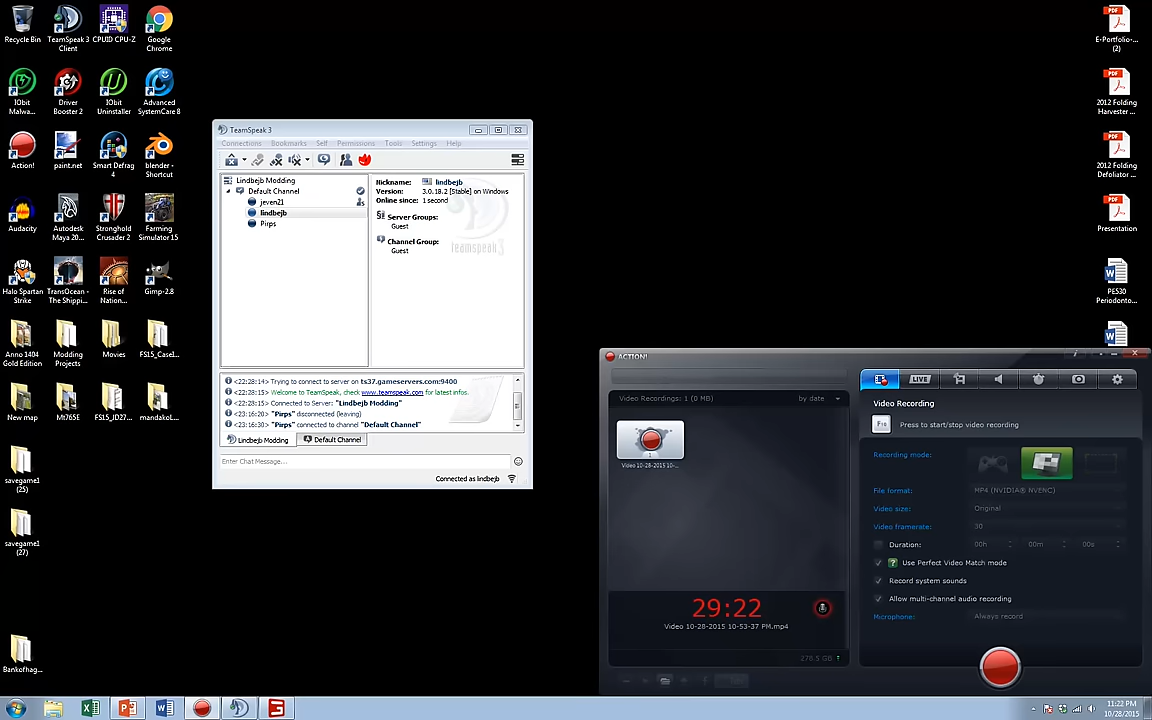 Recycle Bin
TeamSpeak 3 Client
CPUID CPU-Z
Google Chrome
IObit Malwa...
Driver Booster 2
IObit Uninstaller
Advanced SystemCare 8
Action!
paint.net
Smart Defrag 4
blender - Shortcut
Audacity
Autodesk Maya 20...
Stronghold Crusader 2
Farming Simulator 15
Halo Spartan Strike
TransOcean - The Shippi...
Rise of Nation...
Gimp-2.8
Anno 1404 Gold Edition
Modding Projects
Movies
FS15_CaseI...
New map
Mt765E
FS15_JD27...
mandakoL...
savegame1 (25)
savegame1 (27)
Bankofhag...
TeamSpeak 3
Connections Bookmarks Self Permissions Tools Settings Help
Lindbejb Modding
Default Channel
jeven21
lindbejb
Pirps
Nickname: lindbejb
Version: 3.0.18.2 [Stable] on Windows
Online since: 1 second
Server Groups:
Guest
Channel Group:
Guest
teamspeak3
<22:28:14> Trying to connect to server on ts37.gameservers.com:9400
<22:28:15> Welcome to TeamSpeak, check www.teamspeak.com for latest infos.
<22:28:15> Connected to Server: "Lindbejb Modding"
<23:16:20> "Pirps" disconnected (leaving)
<23:16:30> "Pirps" connected to channel "Default Channel"
Lindbejb Modding Default Channel
Enter Chat Message...
Connected as lindbejb
E-Portfolio-... (2)
2012 Folding Harvester ...
2012 Folding Defoliator ...
Presentation
PE530 Periodonto...
ACTION!
LIVE
Video Recordings: 1 (0 MB) by date
Video 10-28-2015 10-...
29:22
Video 10-28-2015 10-53-37 PM.mp4
278.5 GB
Video Recording
F10 Press to start/stop video recording
Recording mode:
File format: MP4 (NVIDIA® NVENC)
Video size: Original
Video framerate: 30
Duration: 00h 00m 00s
Use Perfect Video Match mode
Record system sounds
Allow multi-channel audio recording
Microphone: Always record
11:22 PM
10/28/2015